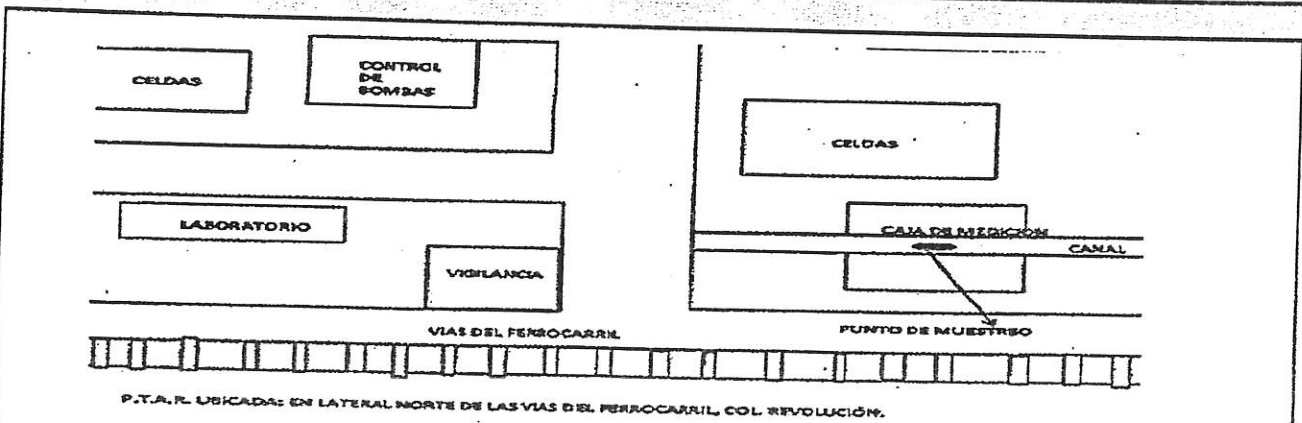 CELDAS
CONTROL
DE
BOMBAS
CELDAS
LABORATORIO
VIGILANCIA
CAJA DE MEDICION
CANAL
VIAS DEL FERROCARRIL
PUNTO DE MUESTREO
P.T.A.R. UBICADA: EN LATERAL NORTE DE LAS VIAS DEL FERROCARRIL, COL. REVOLUCIÓN.